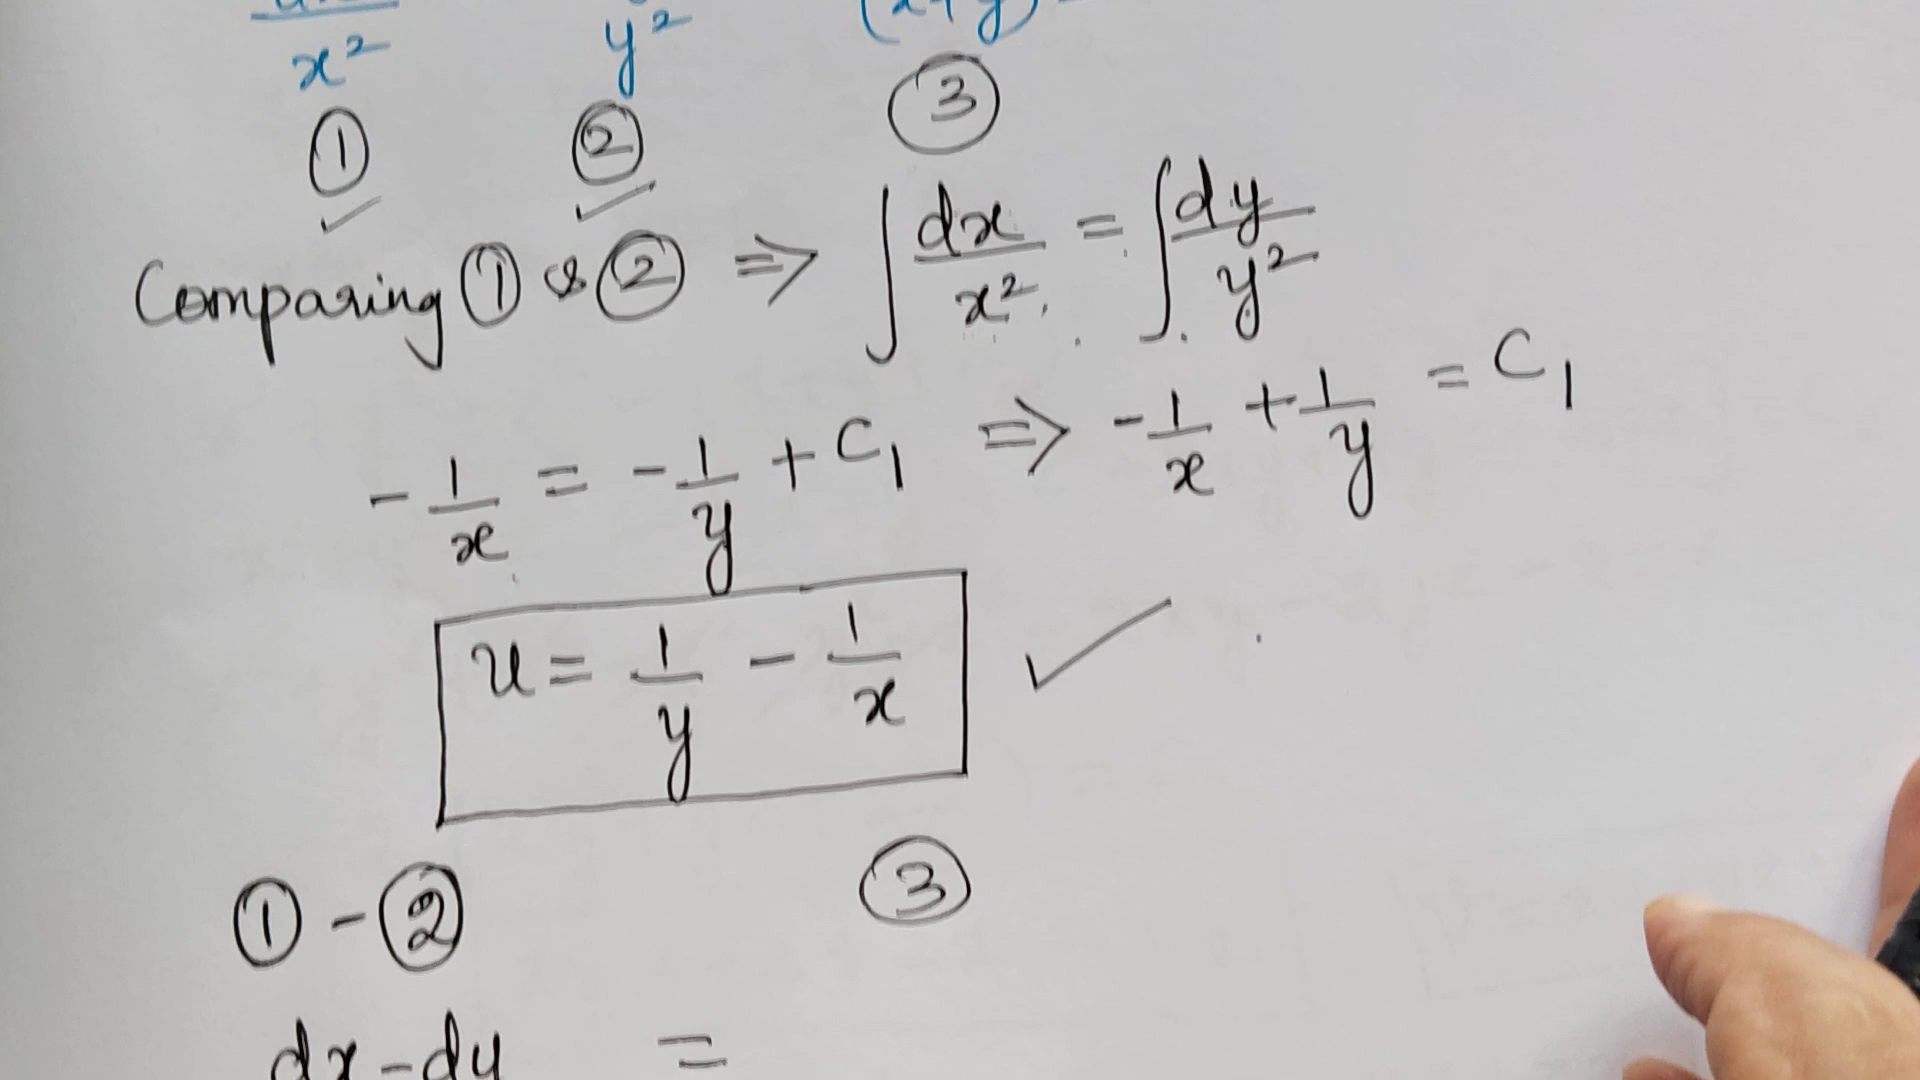 x² y² (x+y)
① ② ③
Comparing ① & ② ⇒ ∫ dx/x² = ∫ dy/y²
-1/x = -1/y + C₁ ⇒ -1/x + 1/y = C₁
u = 1/y - 1/x
① - ② ③
dx - dy =